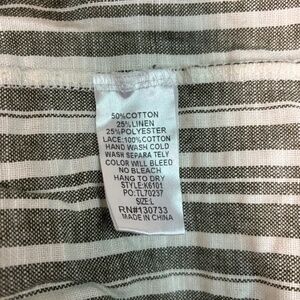 50%COTTON
25%LINEN
25%POLYESTER
LACE:100%COTTON
HAND WASH COLD
WASH SEPARA TELY
COLOR WILL BLEED
NO BLEACH
HANG TO DRY
STYLE:K6101
PO:TL70237
SIZE:L
RN#130733
MADE IN CHINA